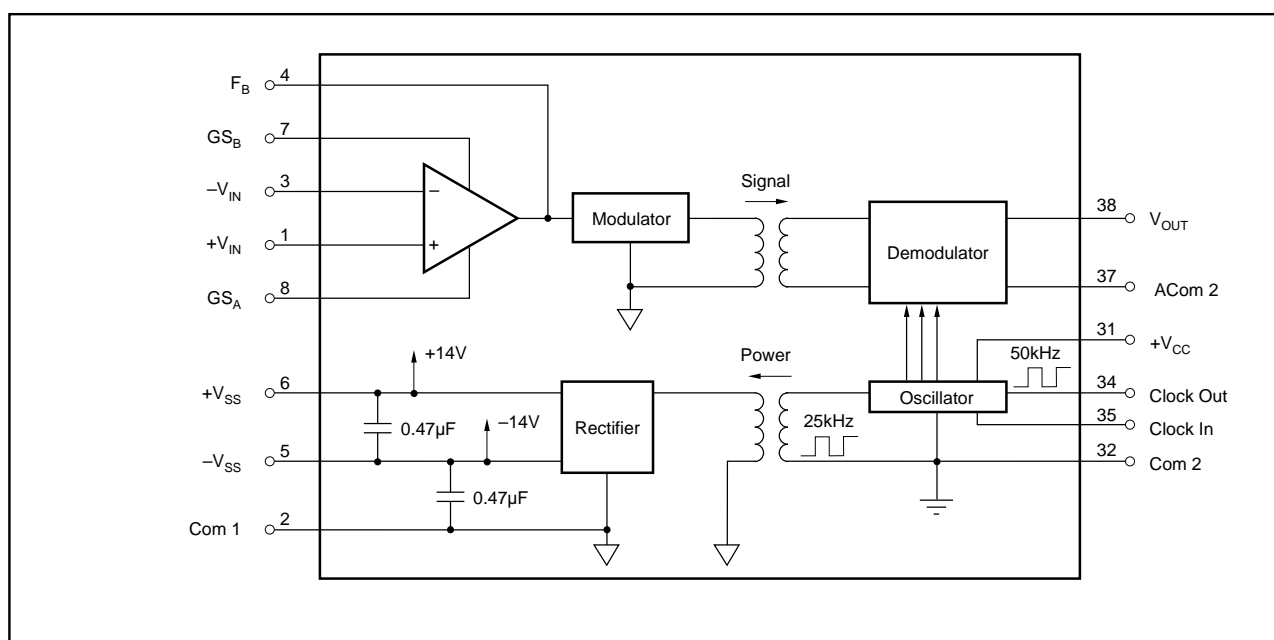 F_B 4
GS_B 7
–V_IN 3
+V_IN 1
GS_A 8
+V_SS 6
–V_SS 5
Com 1 2
–
+
Modulator
Signal
Demodulator
38 V_OUT
37 ACom 2
31 +V_CC
50kHz
34 Clock Out
35 Clock In
32 Com 2
+14V
–14V
0.47µF
0.47µF
Rectifier
Power
25kHz
Oscillator